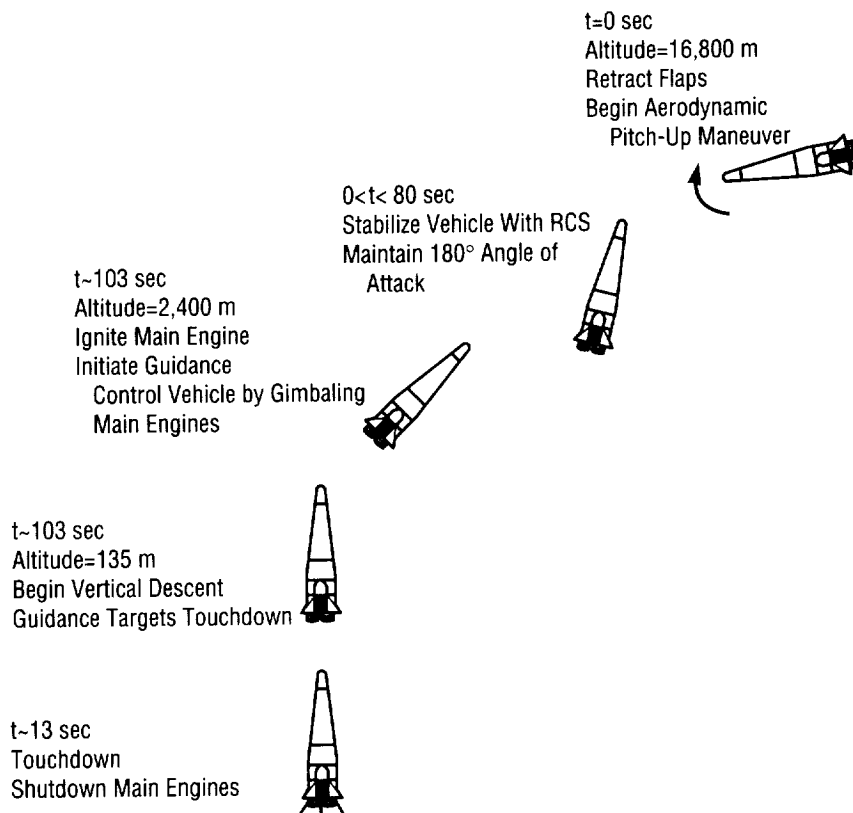 t=0 sec
Altitude=16,800 m
Retract Flaps
Begin Aerodynamic
Pitch-Up Maneuver
0<t< 80 sec
Stabilize Vehicle With RCS
Maintain 180° Angle of
Attack
t~103 sec
Altitude=2,400 m
Ignite Main Engine
Initiate Guidance
Control Vehicle by Gimbaling
Main Engines
t~103 sec
Altitude=135 m
Begin Vertical Descent
Guidance Targets Touchdown
t~13 sec
Touchdown
Shutdown Main Engines